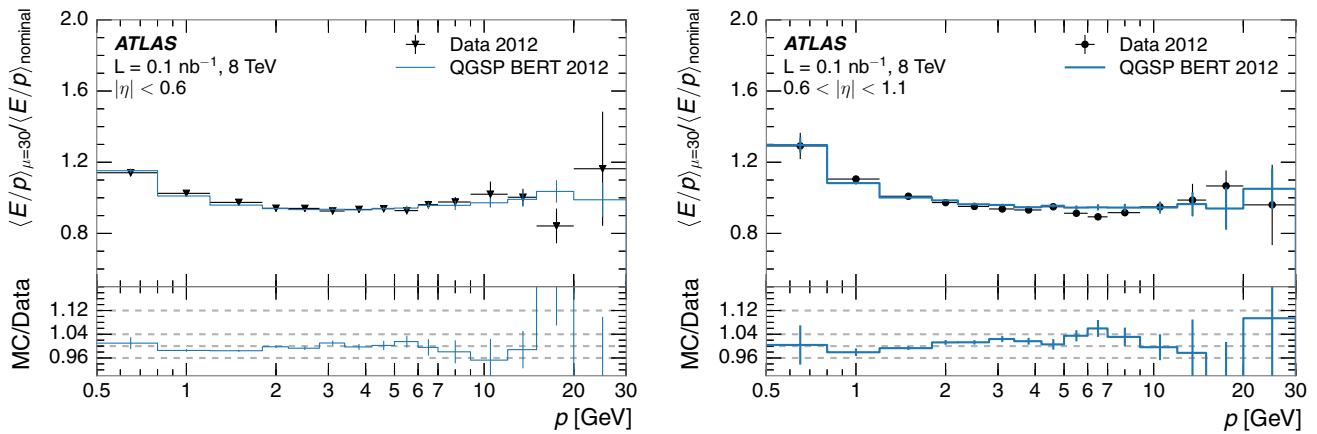 ⟨E/p⟩μ=30/⟨E/p⟩nominal
2.0
1.6
1.2
0.8
ATLAS
L = 0.1 nb⁻¹, 8 TeV
|η| < 0.6
Data 2012
QGSP BERT 2012
MC/Data
1.12
1.04
0.96
0.5 1 2 3 4 5 6 7 10 20 30
p [GeV]
⟨E/p⟩μ=30/⟨E/p⟩nominal
2.0
1.6
1.2
0.8
ATLAS
L = 0.1 nb⁻¹, 8 TeV
0.6 < |η| < 1.1
Data 2012
QGSP BERT 2012
MC/Data
1.12
1.04
0.96
0.5 1 2 3 4 5 6 7 10 20 30
p [GeV]